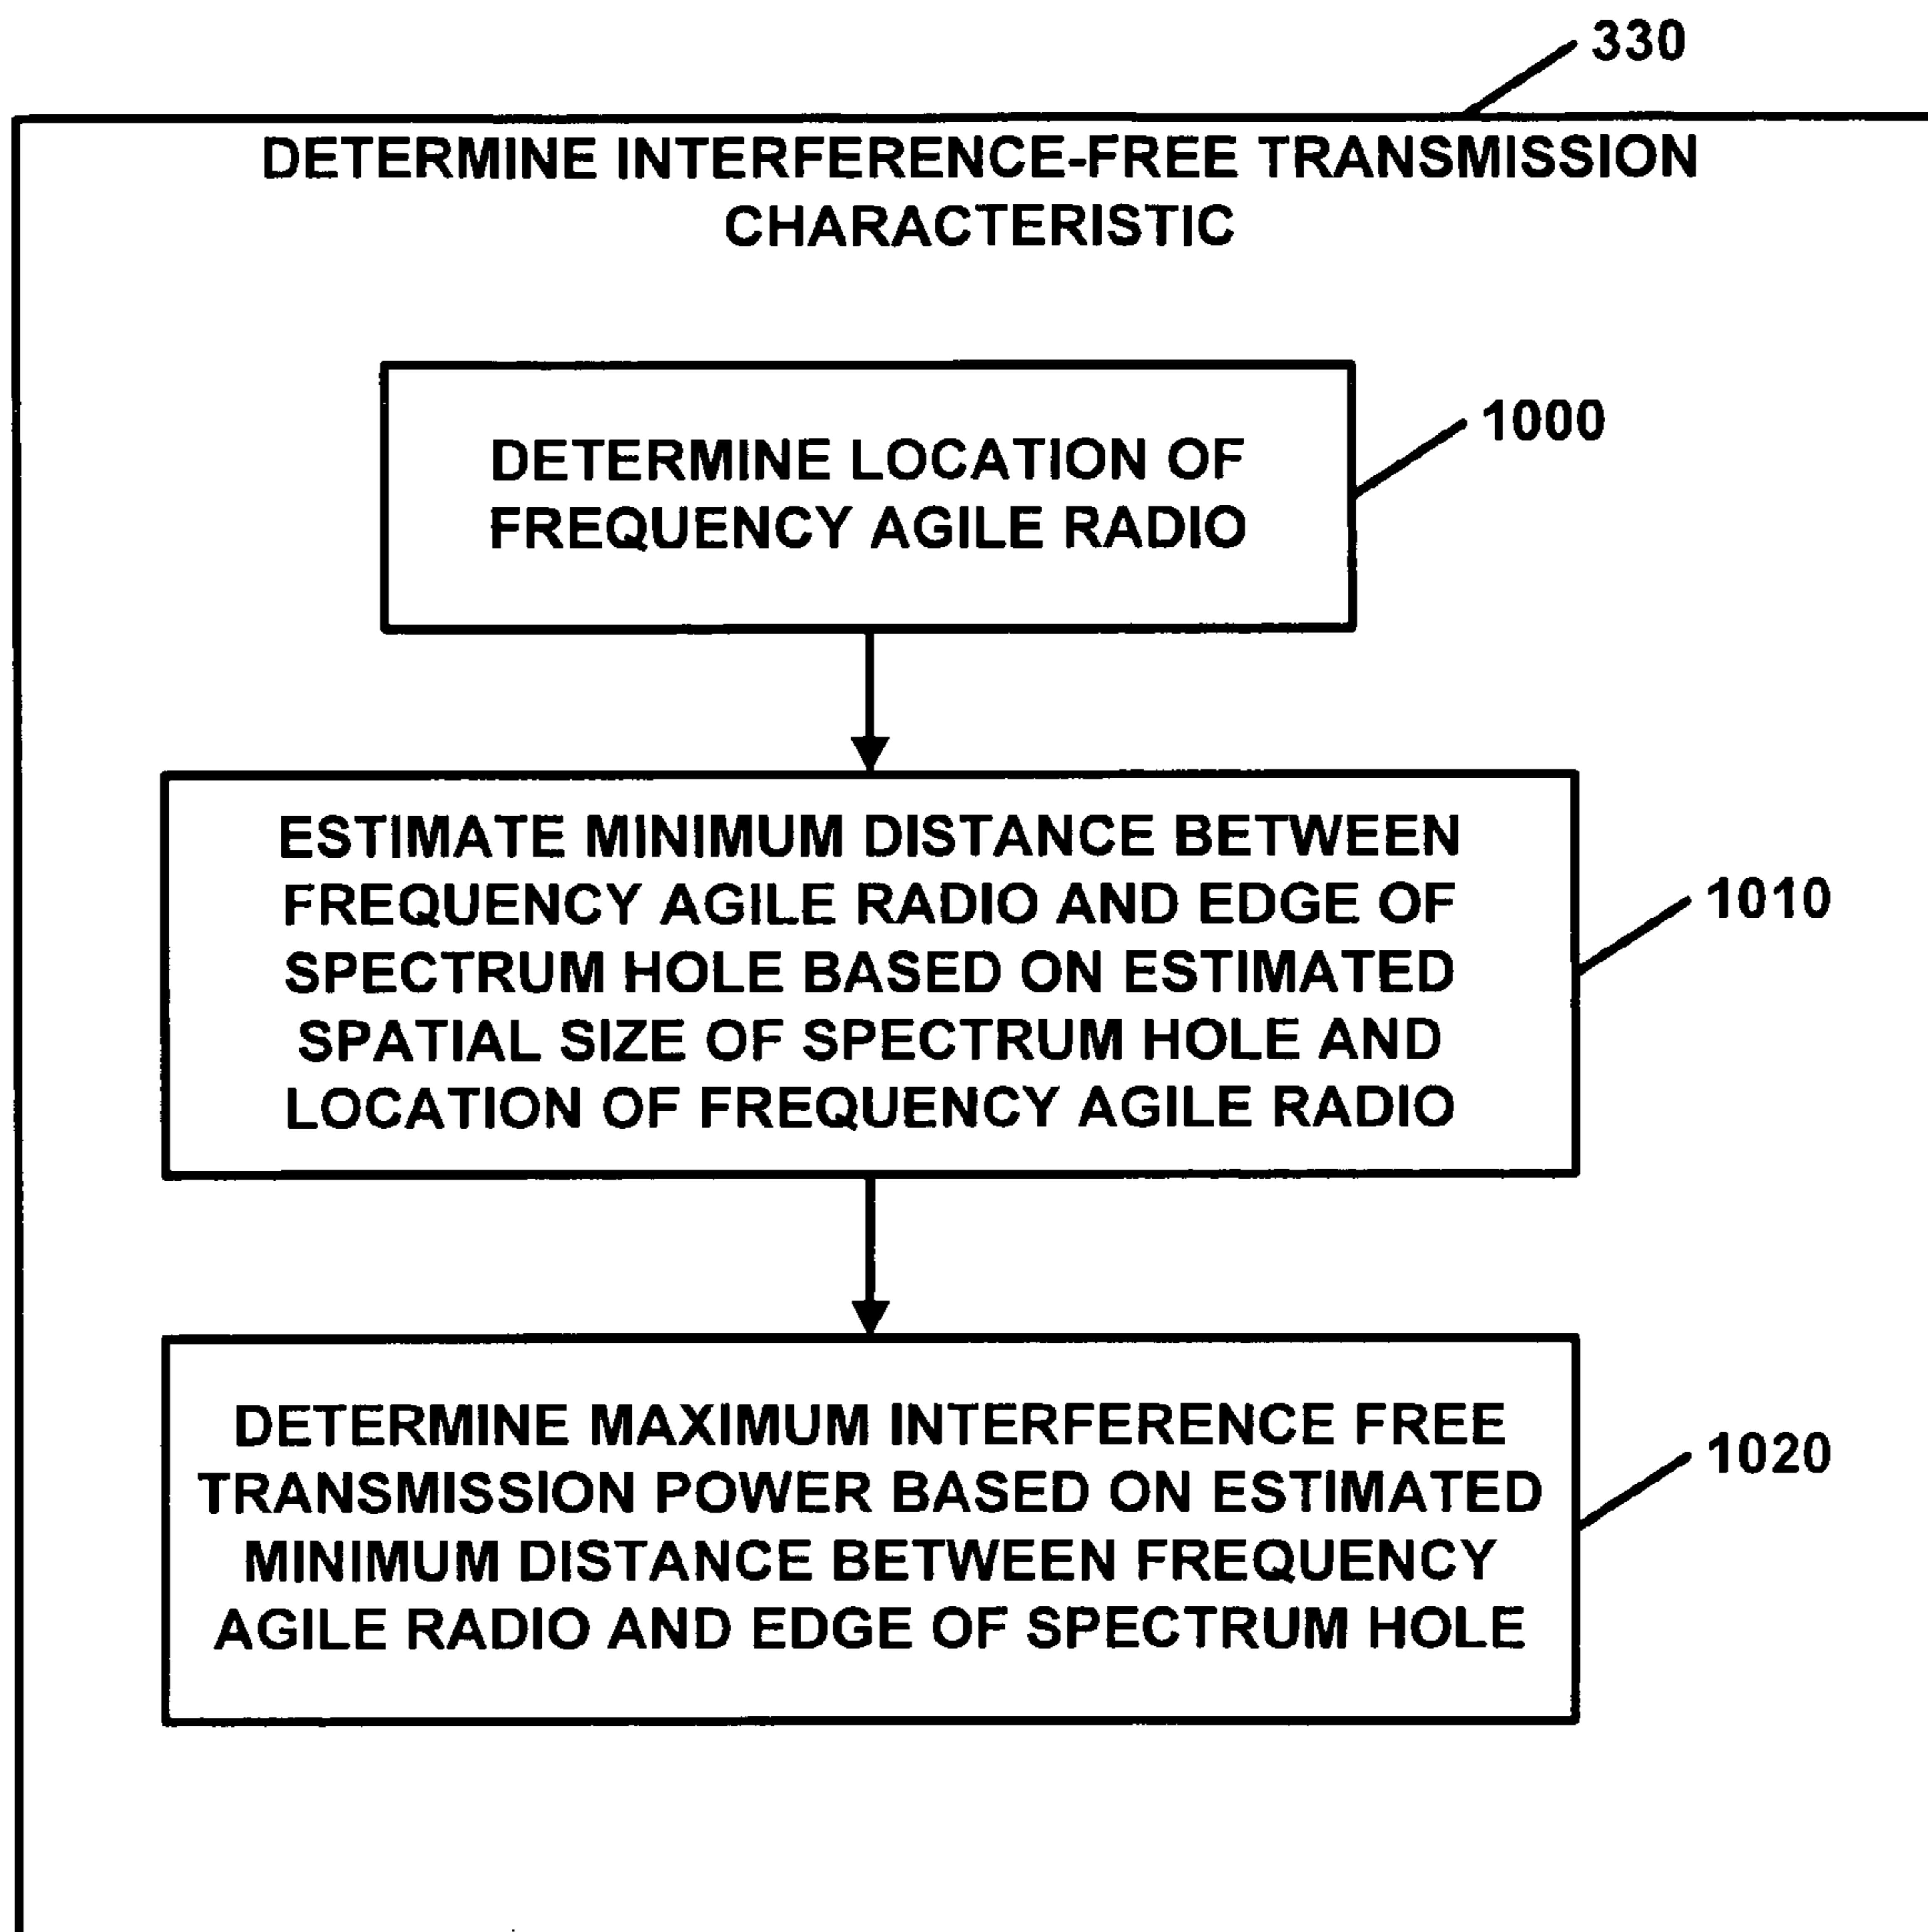 330
DETERMINE INTERFERENCE-FREE TRANSMISSION
CHARACTERISTIC
1000
DETERMINE LOCATION OF
FREQUENCY AGILE RADIO
1010
ESTIMATE MINIMUM DISTANCE BETWEEN
FREQUENCY AGILE RADIO AND EDGE OF
SPECTRUM HOLE BASED ON ESTIMATED
SPATIAL SIZE OF SPECTRUM HOLE AND
LOCATION OF FREQUENCY AGILE RADIO
1020
DETERMINE MAXIMUM INTERFERENCE FREE
TRANSMISSION POWER BASED ON ESTIMATED
MINIMUM DISTANCE BETWEEN FREQUENCY
AGILE RADIO AND EDGE OF SPECTRUM HOLE